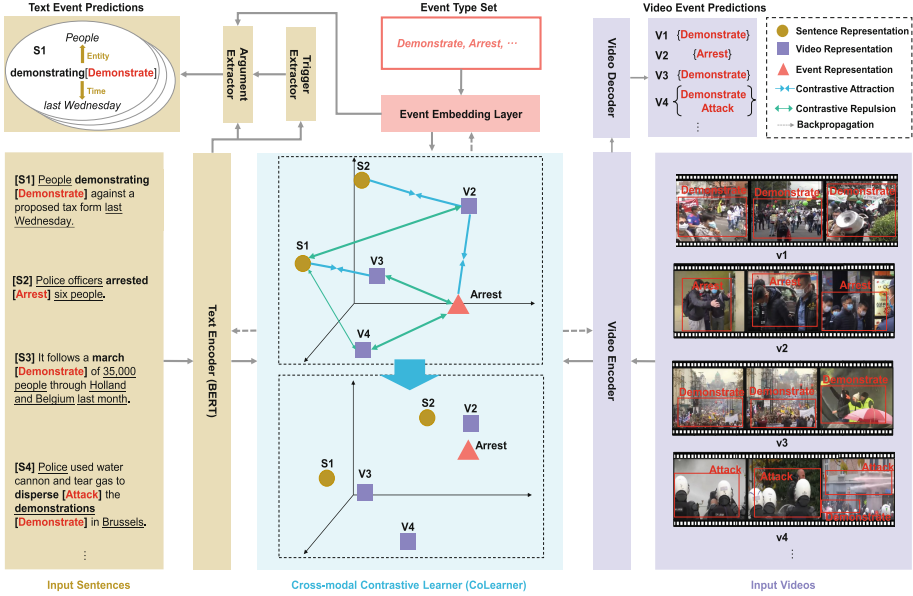 Text Event Predictions
S1
People
Entity
demonstrating[Demonstrate]
Time
last Wednesday
Argument
Extractor
Trigger
Extractor
Event Type Set
Demonstrate, Arrest, ···
Event Embedding Layer
Video Decoder
Video Event Predictions
V1 {Demonstrate}
V2 {Arrest}
V3 {Demonstrate}
V4 {Demonstrate
Attack}
⋮
Sentence Representation
Video Representation
Event Representation
Contrastive Attraction
Contrastive Repulsion
Backpropagation
[S1] People demonstrating
[Demonstrate] against a
proposed tax form last
Wednesday.
[S2] Police officers arrested
[Arrest] six people.
[S3] It follows a march
[Demonstrate] of 35,000
people through Holland
and Belgium last month.
[S4] Police used water
cannon and tear gas to
disperse [Attack] the
demonstrations
[Demonstrate] in Brussels.
⋮
Input Sentences
Text Encoder (BERT)
S2
V2
S1
V3
Arrest
V4
S2
V2
Arrest
S1
V3
V4
Cross-modal Contrastive Learner (CoLearner)
Video Encoder
Demonstrate
Demonstrate
Demonstrate
v1
Arrest
Arrest
Arrest
v2
Demonstrate
Demonstrate
Demonstrate
v3
Attack
Attack
Attack
Demonstrate
v4
⋮
Input Videos